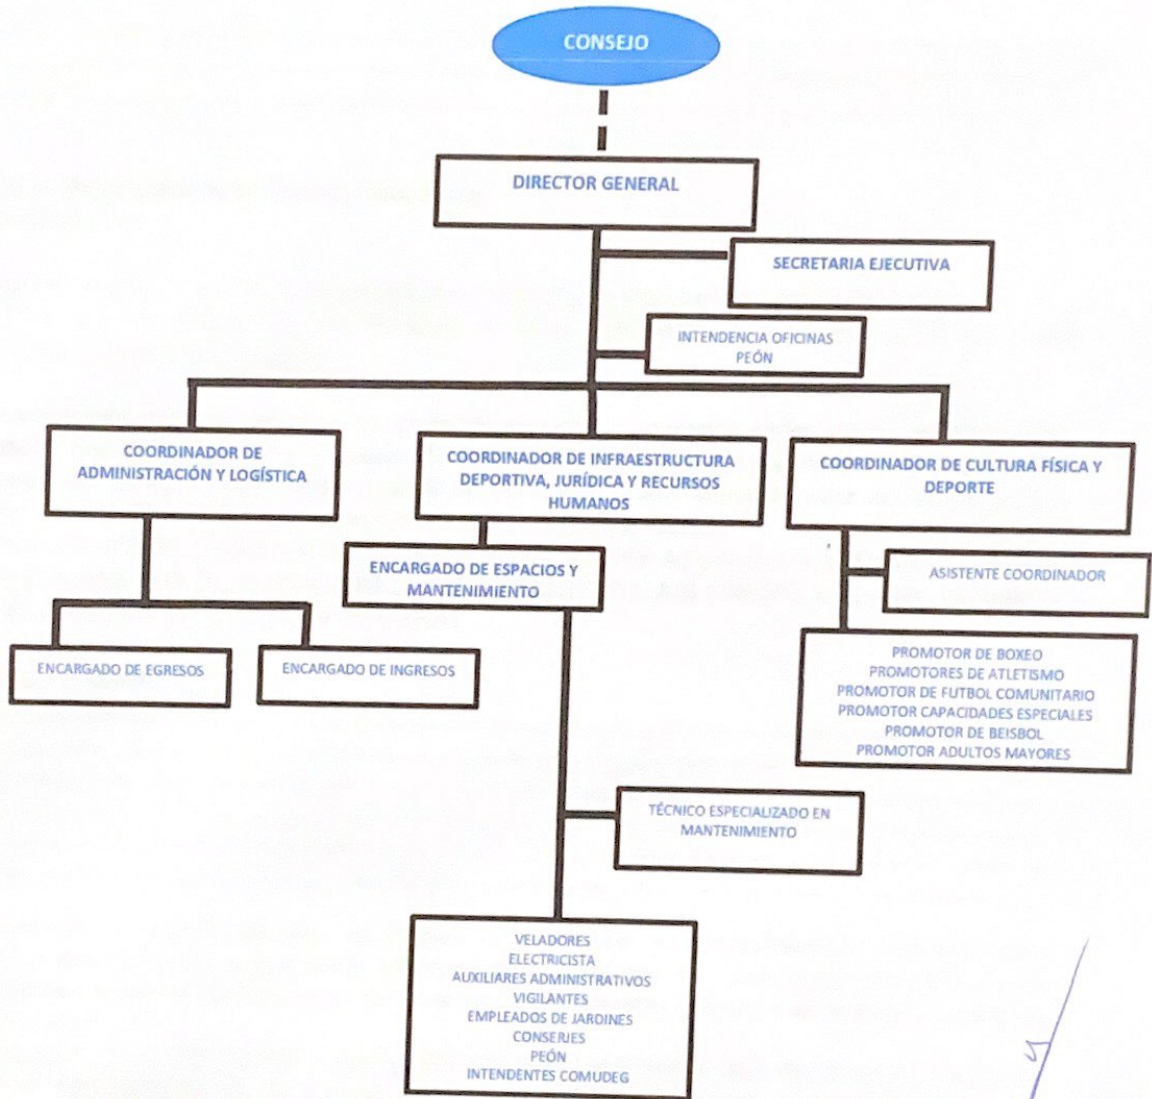 CONSEJO
DIRECTOR GENERAL
SECRETARIA EJECUTIVA
INTENDENCIA OFICINAS
PEÓN
COORDINADOR DE
ADMINISTRACIÓN Y LOGÍSTICA
COORDINADOR DE INFRAESTRUCTURA
DEPORTIVA, JURÍDICA Y RECURSOS
HUMANOS
COORDINADOR DE CULTURA FÍSICA Y
DEPORTE
ENCARGADO DE ESPACIOS Y
MANTENIMIENTO
ASISTENTE COORDINADOR
ENCARGADO DE EGRESOS
ENCARGADO DE INGRESOS
PROMOTOR DE BOXEO
PROMOTORES DE ATLETISMO
PROMOTOR DE FUTBOL COMUNITARIO
PROMOTOR CAPACIDADES ESPECIALES
PROMOTOR DE BEISBOL
PROMOTOR ADULTOS MAYORES
TÉCNICO ESPECIALIZADO EN
MANTENIMIENTO
VELADORES
ELECTRICISTA
AUXILIARES ADMINISTRATIVOS
VIGILANTES
EMPLEADOS DE JARDINES
CONSERJES
PEÓN
INTENDENTES COMUDEG